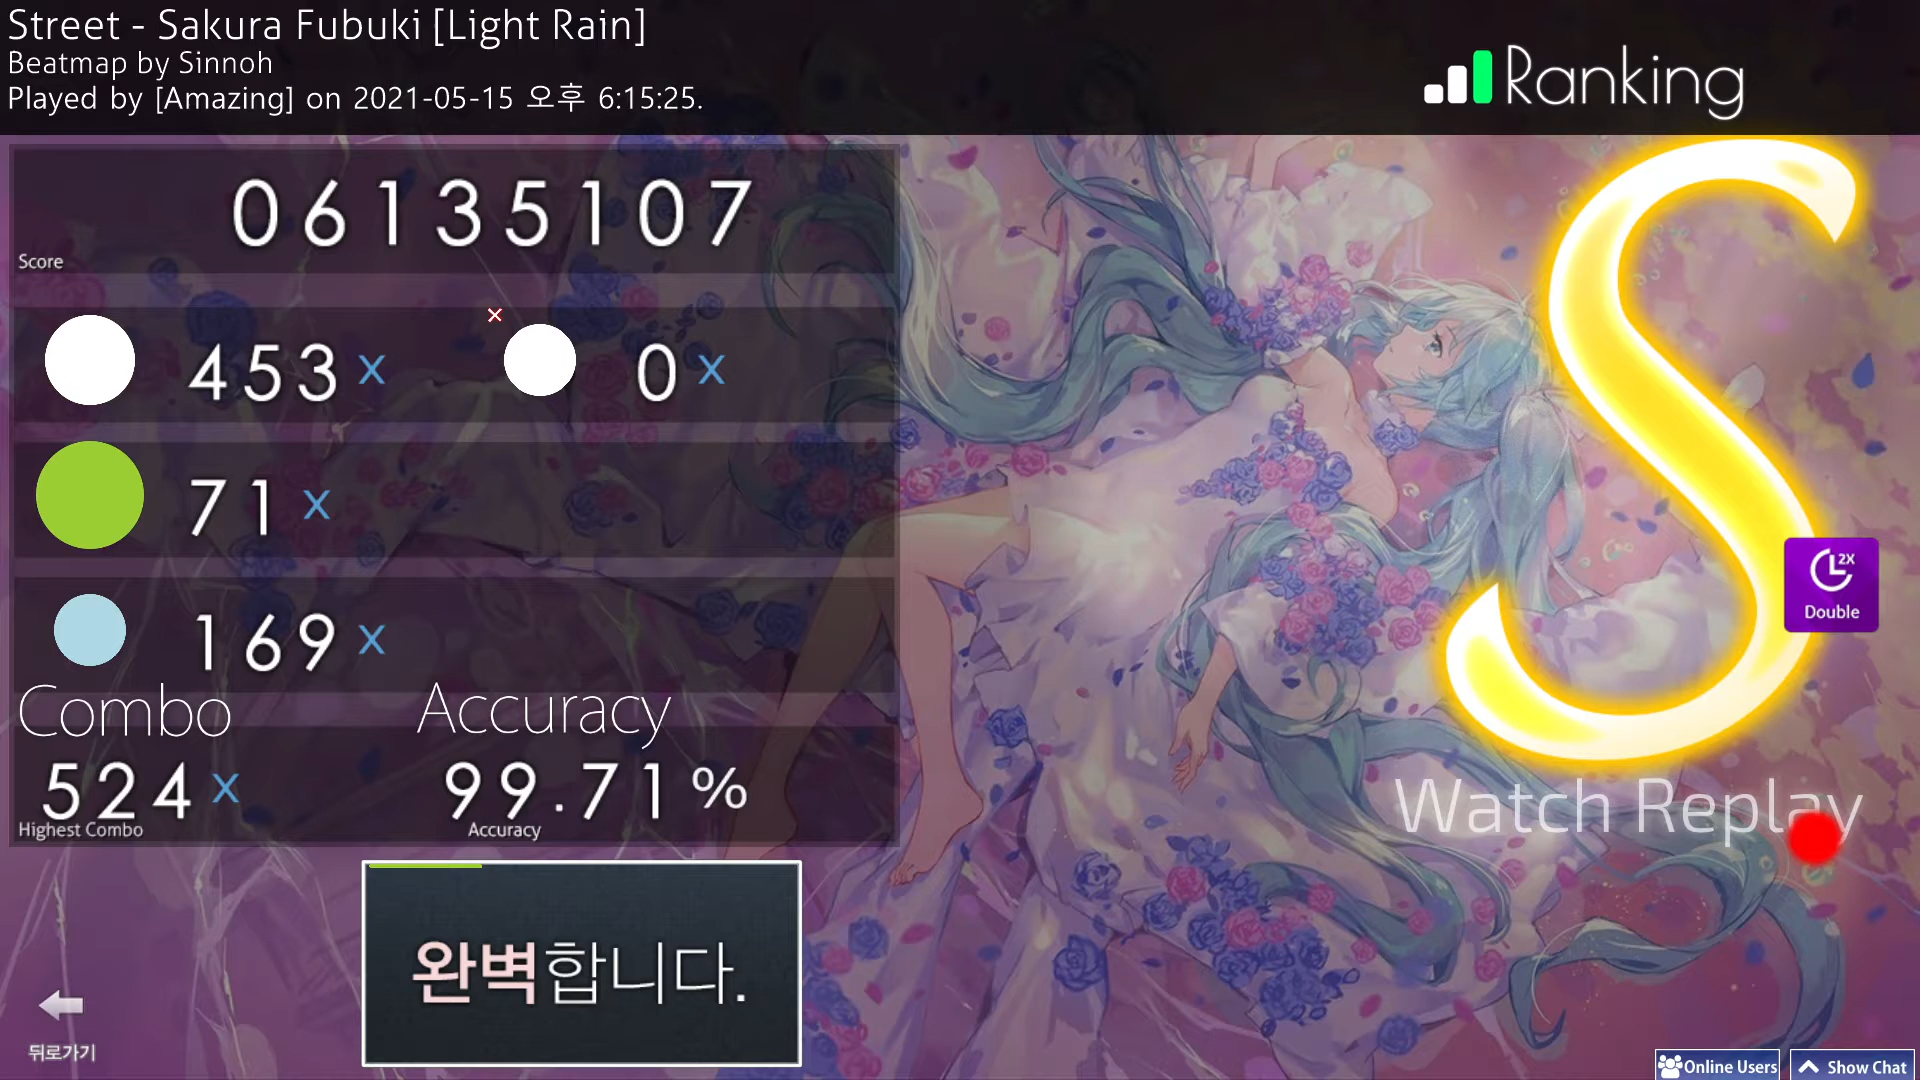 Street - Sakura Fubuki [Light Rain]
Beatmap by Sinnoh
Played by [Amazing] on 2021-05-15 오후 6:15:25.
Ranking
06135107
Score
453x 0x
71x
169x
Combo Accuracy
524x 99.71%
Highest Combo Accuracy
2X
Double
Watch Replay
완벽합니다.
뒤로가기
Online Users Show Chat